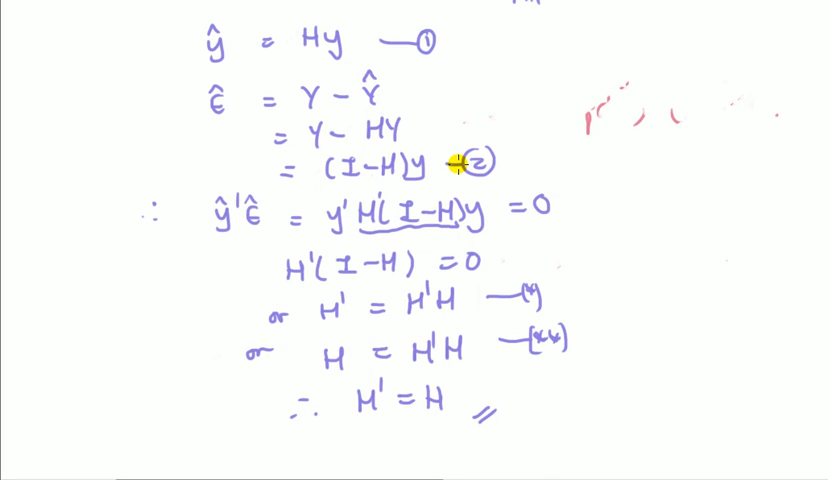 ŷ = Hy —①
ε̂ = Y - Ŷ
= Y - HY
= (I-H)y —②
∴ ŷ'ε̂ = y'H'(I-H)y = 0
H'(I-H) = 0
or H' = H'H —(*)
or H = H'H —(**)
∴ H' = H //